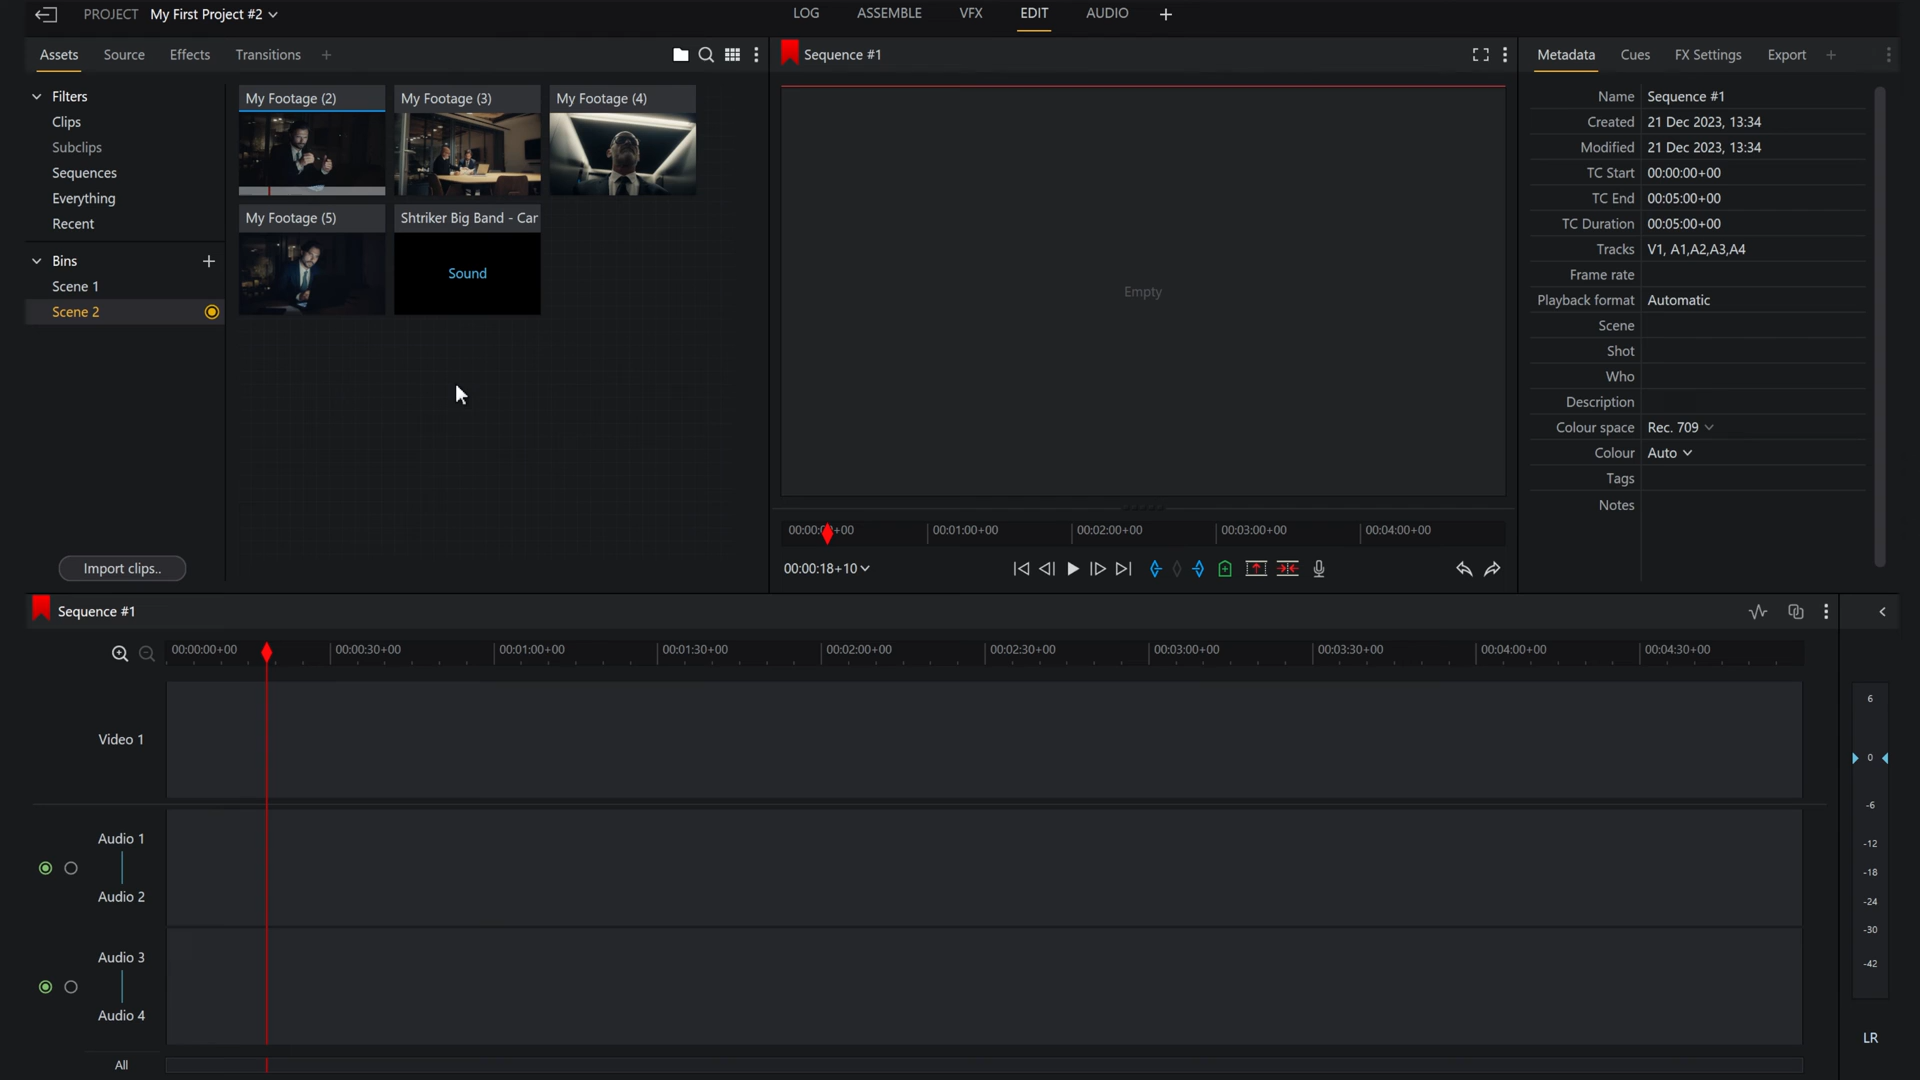 PROJECT My First Project #2
LOG ASSEMBLE VFX EDIT AUDIO +
Assets Source Effects Transitions +
Sequence #1
Metadata Cues FX Settings Export +
Filters
Clips
Subclips
Sequences
Everything
Recent
Bins +
Scene 1
Scene 2
Import clips..
My Footage (2) My Footage (3) My Footage (4)
My Footage (5) Shtriker Big Band - Car
Sound
Empty
00:01:00+00 00:02:00+00 00:03:00+00 00:04:00+00
00:00:18+10
Name Sequence #1
Created 21 Dec 2023, 13:34
Modified 21 Dec 2023, 13:34
TC Start 00:00:00+00
TC End 00:05:00+00
TC Duration 00:05:00+00
Tracks V1, A1,A2,A3,A4
Frame rate
Playback format Automatic
Scene
Shot
Who
Description
Colour space Rec. 709
Colour Auto
Tags
Notes
Sequence #1
00:00:00+00 00:00:30+00 00:01:00+00 00:01:30+00 00:02:00+00 00:02:30+00 00:03:00+00 00:03:30+00 00:04:00+00 00:04:30+00
Video 1
Audio 1
Audio 2
Audio 3
Audio 4
All
6
0
-6
-12
-18
-24
-30
-42
LR